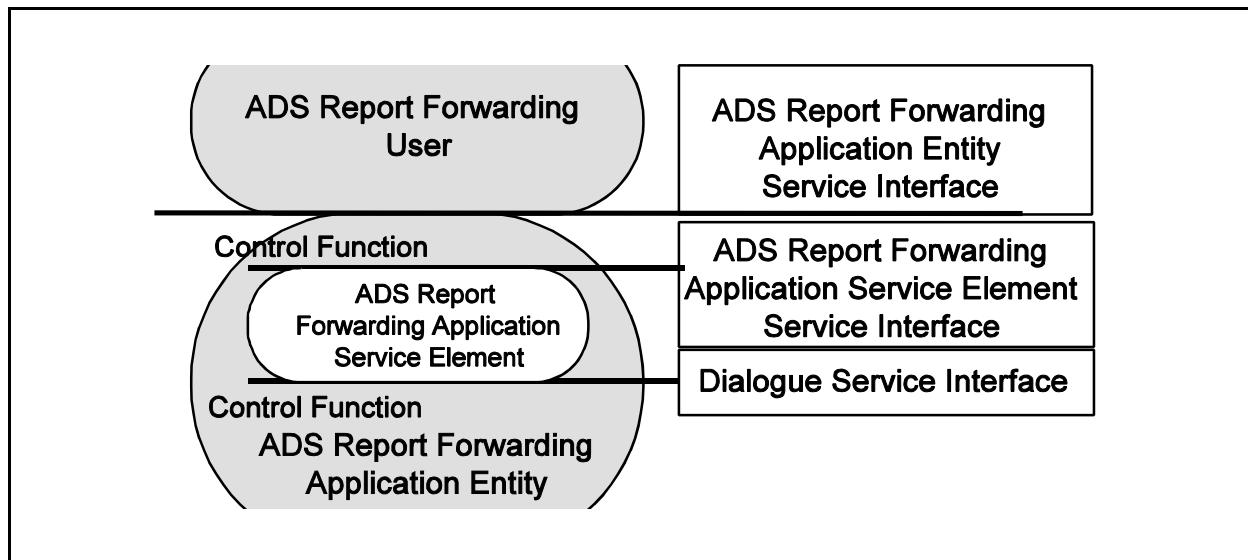 ADS Report Forwarding
User
ADS Report Forwarding
Application Entity
Service Interface
Control Function
ADS Report Forwarding
Application Service Element
Service Interface
ADS Report
Forwarding Application
Service Element
Dialogue Service Interface
Control Function
ADS Report Forwarding
Application Entity